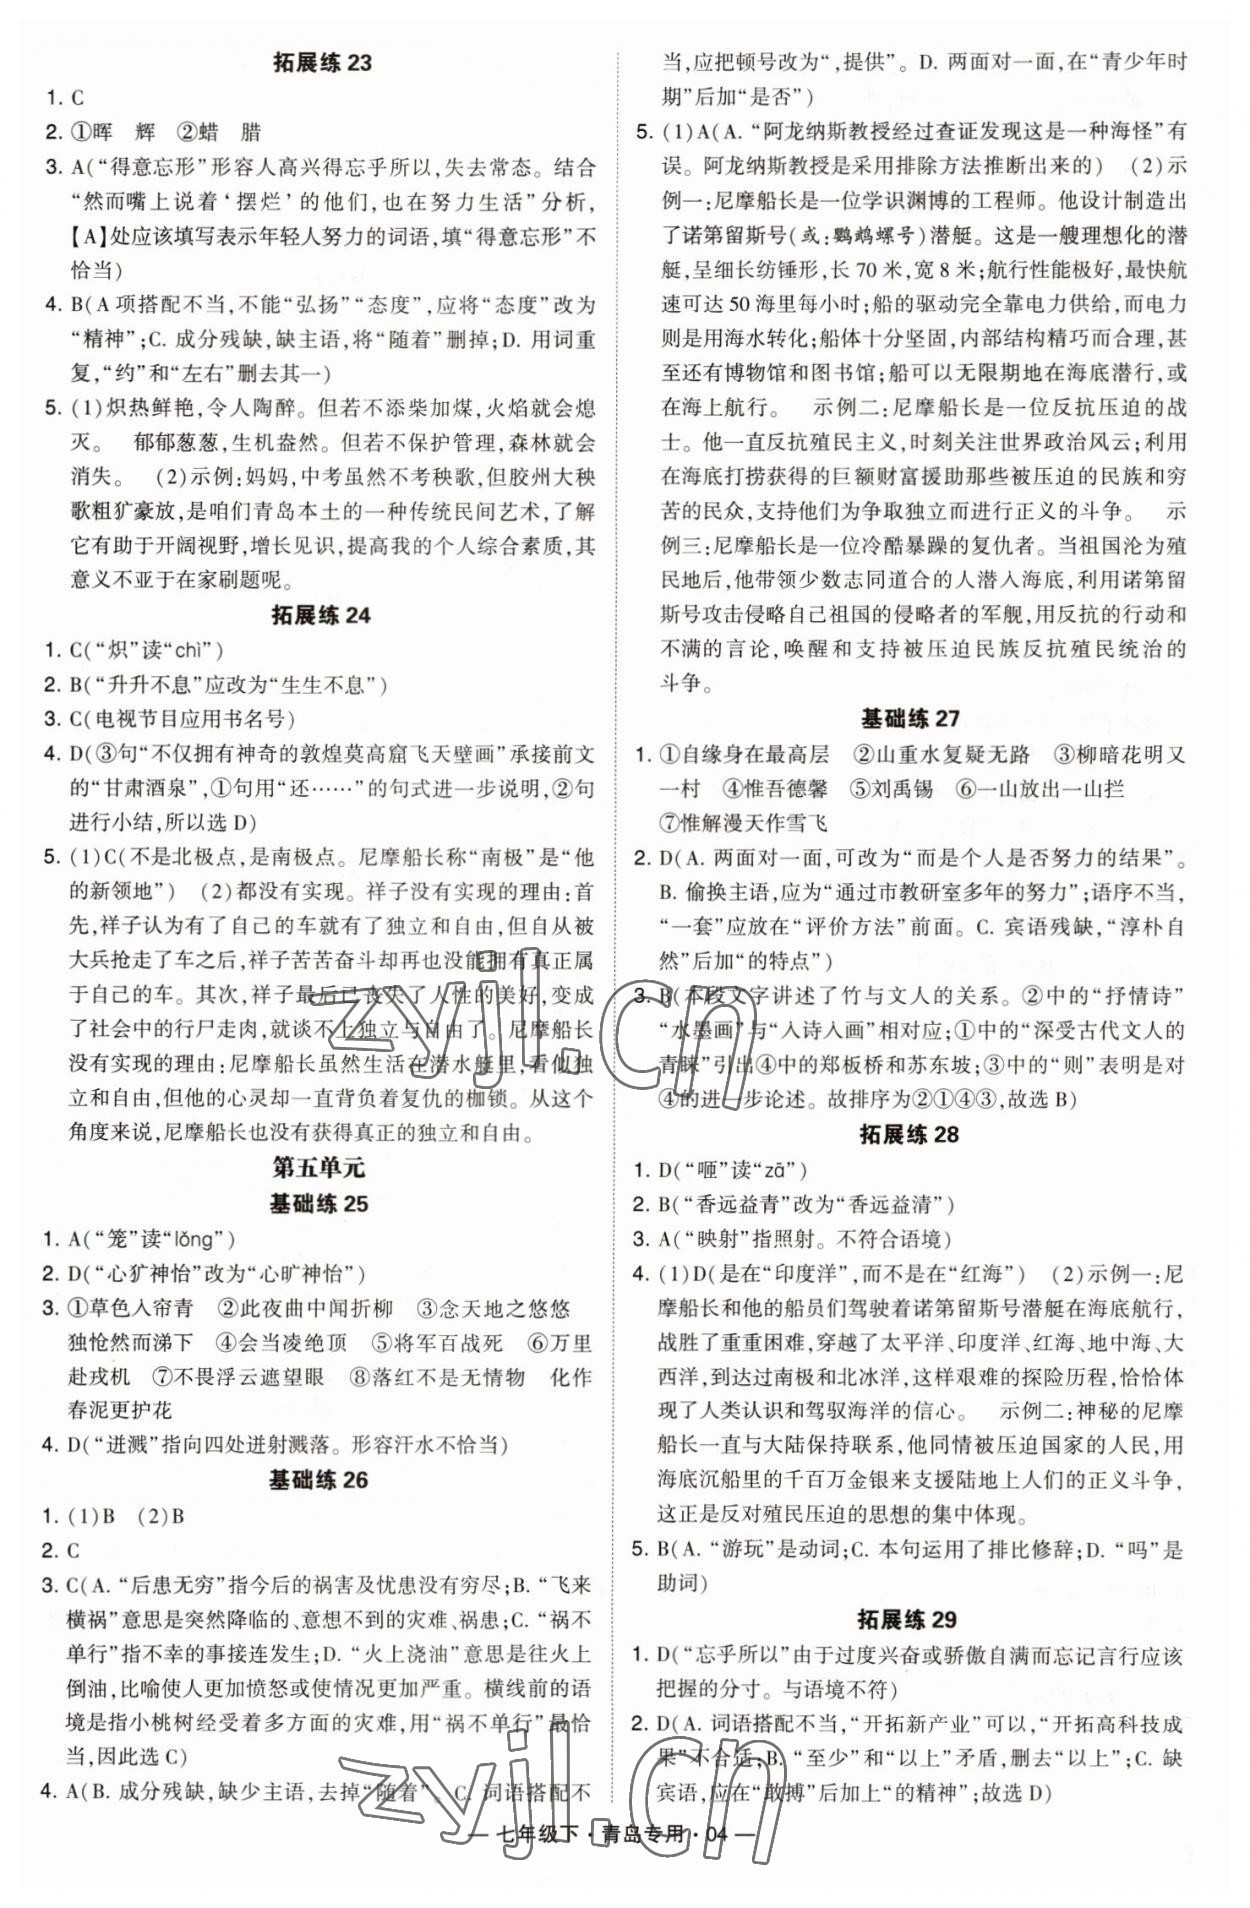 拓展练 23
1. C
2. ①晖　辉　②蜡　腊
3. A(“得意忘形”形容人高兴得忘乎所以,失去常态。结合
“然而嘴上说着‘摆烂’的他们,也在努力生活”分析,
【A】处应该填写表示年轻人努力的词语,填“得意忘形”不
恰当)
4. B(A 项搭配不当,不能“弘扬”“态度”,应将“态度”改为
“精神”;C. 成分残缺,缺主语,将“随着”删掉;D. 用词重
复,“约”和“左右”删去其一)
5. (1)炽热鲜艳,令人陶醉。但若不添柴加煤,火焰就会熄
灭。　郁郁葱葱,生机盎然。但若不保护管理,森林就会
消失。　(2)示例:妈妈,中考虽然不考秧歌,但胶州大秧
歌粗犷豪放,是咱们青岛本土的一种传统民间艺术,了解
它有助于开阔视野,增长见识,提高我的个人综合素质,其
意义不亚于在家刷题呢。
拓展练 24
1. C(“炽”读“chì”)
2. B(“升升不息”应改为“生生不息”)
3. C(电视节目应用书名号)
4. D(③句“不仅拥有神奇的敦煌莫高窟飞天壁画”承接前文
的“甘肃酒泉”,①句用“还……”的句式进一步说明,②句
进行小结,所以选 D)
5. (1)C(不是北极点,是南极点。尼摩船长称“南极”是“他
的新领地”)　(2)都没有实现。祥子没有实现的理由:首
先,祥子认为有了自己的车就有了独立和自由,但自从被
大兵抢走了车之后,祥子苦苦奋斗却再也没能拥有真正属
于自己的车。其次,祥子最后已丧失了人性的美好,变成
了社会中的行尸走肉,就谈不上独立与自由了。尼摩船长
没有实现的理由:尼摩船长虽然生活在潜水艇里,看似独
立和自由,但他的心灵却一直背负着复仇的枷锁。从这个
角度来说,尼摩船长也没有获得真正的独立和自由。
第五单元
基础练 25
1. A(“笼”读“lǒng”)
2. D(“心犷神怡”改为“心旷神怡”)
3. ①草色入帘青　②此夜曲中闻折柳　③念天地之悠悠
独怆然而涕下　④会当凌绝顶　⑤将军百战死　⑥万里
赴戎机　⑦不畏浮云遮望眼　⑧落红不是无情物　化作
春泥更护花
4. D(“迸溅”指向四处迸射溅落。形容汗水不恰当)
基础练 26
1. (1)B　(2)B
2. C
3. C(A. “后患无穷”指今后的祸害及忧患没有穷尽;B. “飞来
横祸”意思是突然降临的、意想不到的灾难、祸患;C. “祸不
单行”指不幸的事接连发生;D. “火上浇油”意思是往火上
倒油,比喻使人更加愤怒或使情况更加严重。横线前的语
境是指小桃树经受着多方面的灾难,用“祸不单行”最恰
当,因此选 C)
4. A(B. 成分残缺,缺少主语,去掉“随着”。C. 词语搭配不
当,应把顿号改为“,提供”。D. 两面对一面,在“青少年时
期”后加“是否”)
5. (1)A(A. “阿龙纳斯教授经过查证发现这是一种海怪”有
误。阿龙纳斯教授是采用排除方法推断出来的)　(2)示
例一:尼摩船长是一位学识渊博的工程师。他设计制造出
了诺第留斯号(或:鹦鹉螺号)潜艇。这是一艘理想化的潜
艇,呈细长纺锤形,长 70 米,宽 8 米;航行性能极好,最快航
速可达 50 海里每小时;船的驱动完全靠电力供给,而电力
则是用海水转化;船体十分坚固,内部结构精巧而合理,甚
至还有博物馆和图书馆;船可以无限期地在海底潜行,或
在海上航行。　示例二:尼摩船长是一位反抗压迫的战
士。他一直反抗殖民主义,时刻关注世界政治风云;利用
在海底打捞获得的巨额财富援助那些被压迫的民族和穷
苦的民众,支持他们为争取独立而进行正义的斗争。　示
例三:尼摩船长是一位冷酷暴躁的复仇者。当祖国沦为殖
民地后,他带领少数志同道合的人潜入海底,利用诺第留
斯号攻击侵略自己祖国的侵略者的军舰,用反抗的行动和
不满的言论,唤醒和支持被压迫民族反抗殖民统治的
斗争。
基础练 27
1. ①自缘身在最高层　②山重水复疑无路　③柳暗花明又
一村　④惟吾德馨　⑤刘禹锡　⑥一山放出一山拦
⑦惟解漫天作雪飞
2. D(A. 两面对一面,可改为“而是个人是否努力的结果”。
B. 偷换主语,应为“通过市教研室多年的努力”;语序不当,
“一套”应放在“评价方法”前面。C. 宾语残缺,“淳朴自
然”后加“的特点”)
3. B(本段文字讲述了竹与文人的关系。②中的“抒情诗”
“水墨画”与“入诗入画”相对应;①中的“深受古代文人的
青睐”引出④中的郑板桥和苏东坡;③中的“则”表明是对
④的进一步论述。故排序为②①④③,故选 B)
拓展练 28
1. D(“咂”读“zā”)
2. B(“香远益青”改为“香远益清”)
3. A(“映射”指照射。不符合语境)
4. (1)D(是在“印度洋”,而不是在“红海”)　(2)示例一:尼
摩船长和他的船员们驾驶着诺第留斯号潜艇在海底航行,
战胜了重重困难,穿越了太平洋、印度洋、红海、地中海、大
西洋,到达过南极和北冰洋,这样艰难的探险历程,恰恰体
现了人类认识和驾驭海洋的信心。　示例二:神秘的尼摩
船长一直与大陆保持联系,他同情被压迫国家的人民,用
海底沉船里的千百万金银来支援陆地上人们的正义斗争,
这正是反对殖民压迫的思想的集中体现。
5. B(A. “游玩”是动词;C. 本句运用了排比修辞;D. “吗”是
助词)
拓展练 29
1. D(“忘乎所以”由于过度兴奋或骄傲自满而忘记言行应该
把握的分寸。与语境不符)
2. D(A. 词语搭配不当,“开拓新产业”可以,“开拓高科技成
果”不合适;B. “至少”和“以上”矛盾,删去“以上”;C. 缺
宾语,应在“敢搏”后加上“的精神”;故选 D)
zyjl.cn
zyjl.cn
— 七年级下 · 青岛专用 · 04 —